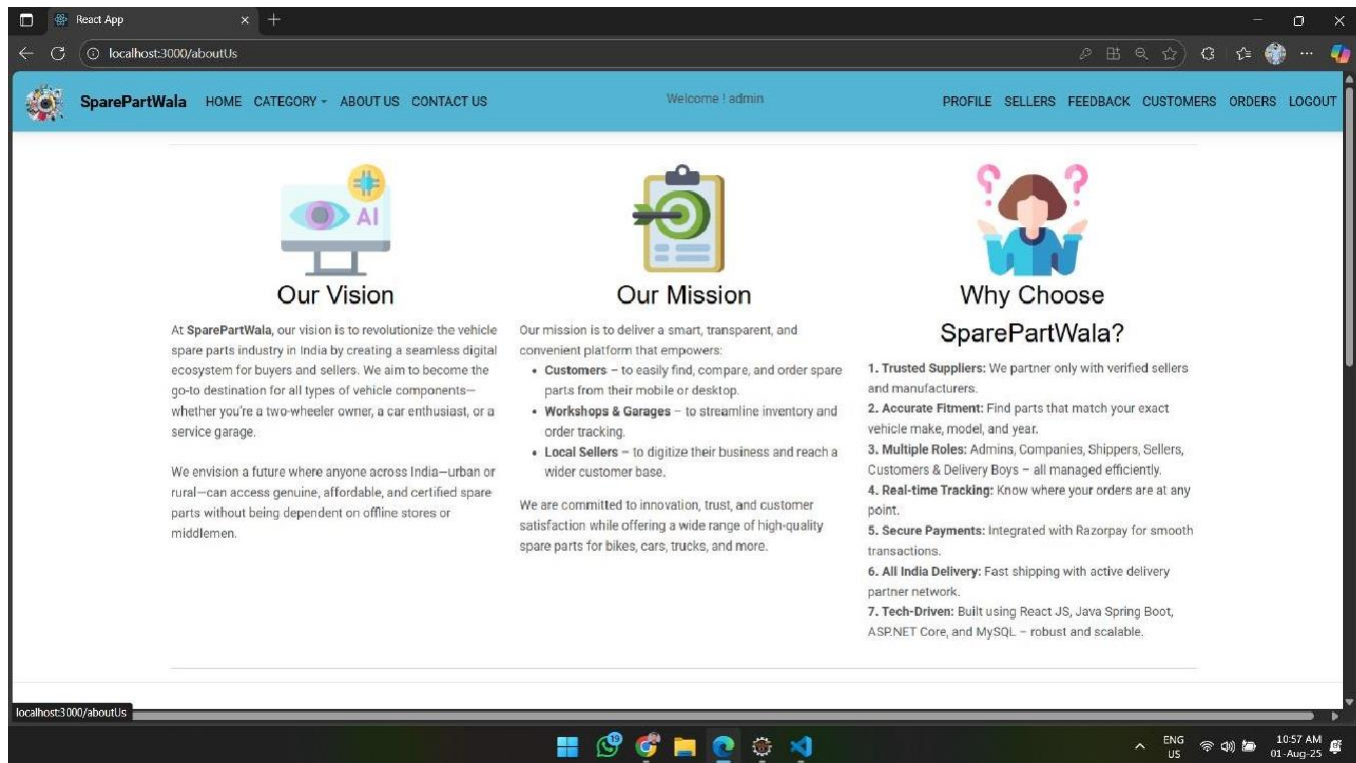 React App
localhost:3000/aboutUs
SparePartWala HOME CATEGORY ABOUT US CONTACT US Welcome ! admin PROFILE SELLERS FEEDBACK CUSTOMERS ORDERS LOGOUT
AI
Our Vision
At SparePartWala, our vision is to revolutionize the vehicle
spare parts industry in India by creating a seamless digital
ecosystem for buyers and sellers. We aim to become the
go-to destination for all types of vehicle components—
whether you're a two-wheeler owner, a car enthusiast, or a
service garage.
We envision a future where anyone across India—urban or
rural—can access genuine, affordable, and certified spare
parts without being dependent on offline stores or
middlemen.
Our Mission
Our mission is to deliver a smart, transparent, and
convenient platform that empowers:
• Customers – to easily find, compare, and order spare
parts from their mobile or desktop.
• Workshops & Garages – to streamline inventory and
order tracking.
• Local Sellers – to digitize their business and reach a
wider customer base.
We are committed to innovation, trust, and customer
satisfaction while offering a wide range of high-quality
spare parts for bikes, cars, trucks, and more.
? ?
Why Choose
SparePartWala?
1. Trusted Suppliers: We partner only with verified sellers
and manufacturers.
2. Accurate Fitment: Find parts that match your exact
vehicle make, model, and year.
3. Multiple Roles: Admins, Companies, Shippers, Sellers,
Customers & Delivery Boys – all managed efficiently.
4. Real-time Tracking: Know where your orders are at any
point.
5. Secure Payments: Integrated with Razorpay for smooth
transactions.
6. All India Delivery: Fast shipping with active delivery
partner network.
7. Tech-Driven: Built using React JS, Java Spring Boot,
ASP.NET Core, and MySQL – robust and scalable.
localhost:3000/aboutUs
19
ENG
US
10:57 AM
01-Aug-25